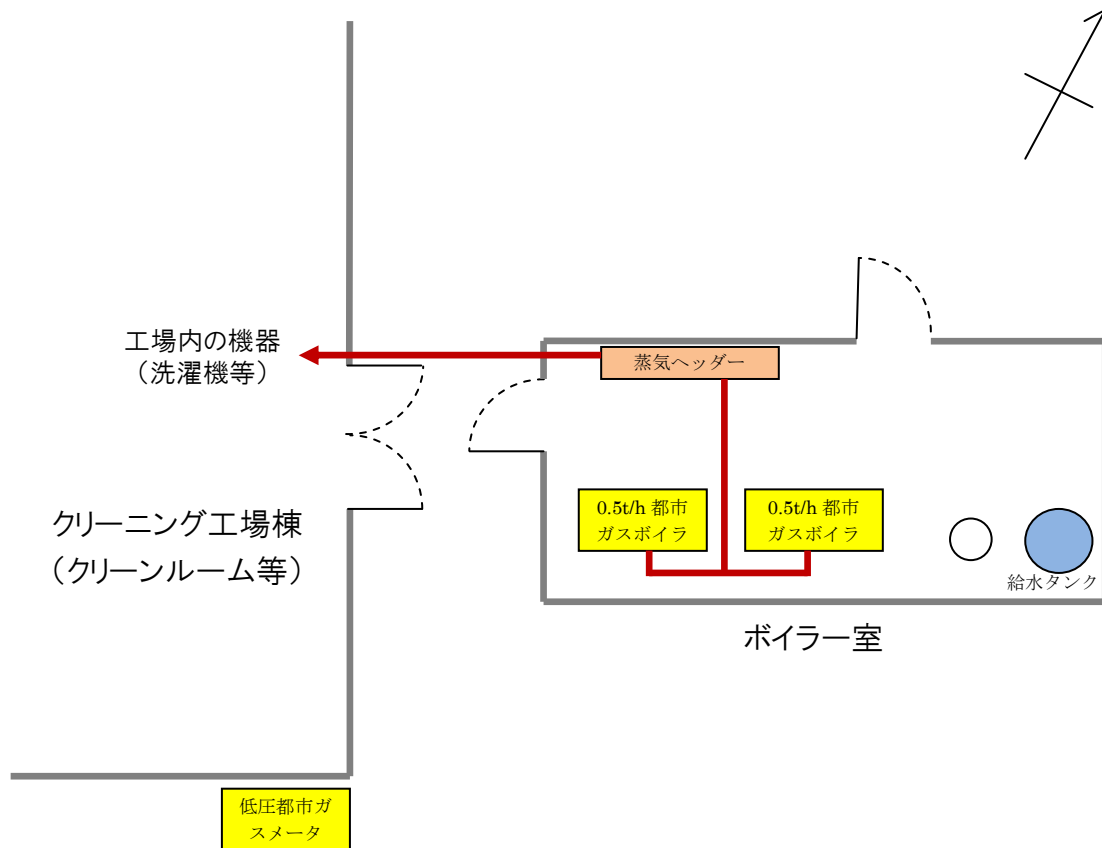 工場内の機器
（洗濯機等）
蒸気ヘッダー
0.5t/h 都市
ガスボイラ
0.5t/h 都市
ガスボイラ
クリーニング工場棟
（クリーンルーム等）
給水タンク
ボイラー室
低圧都市ガ
スメータ